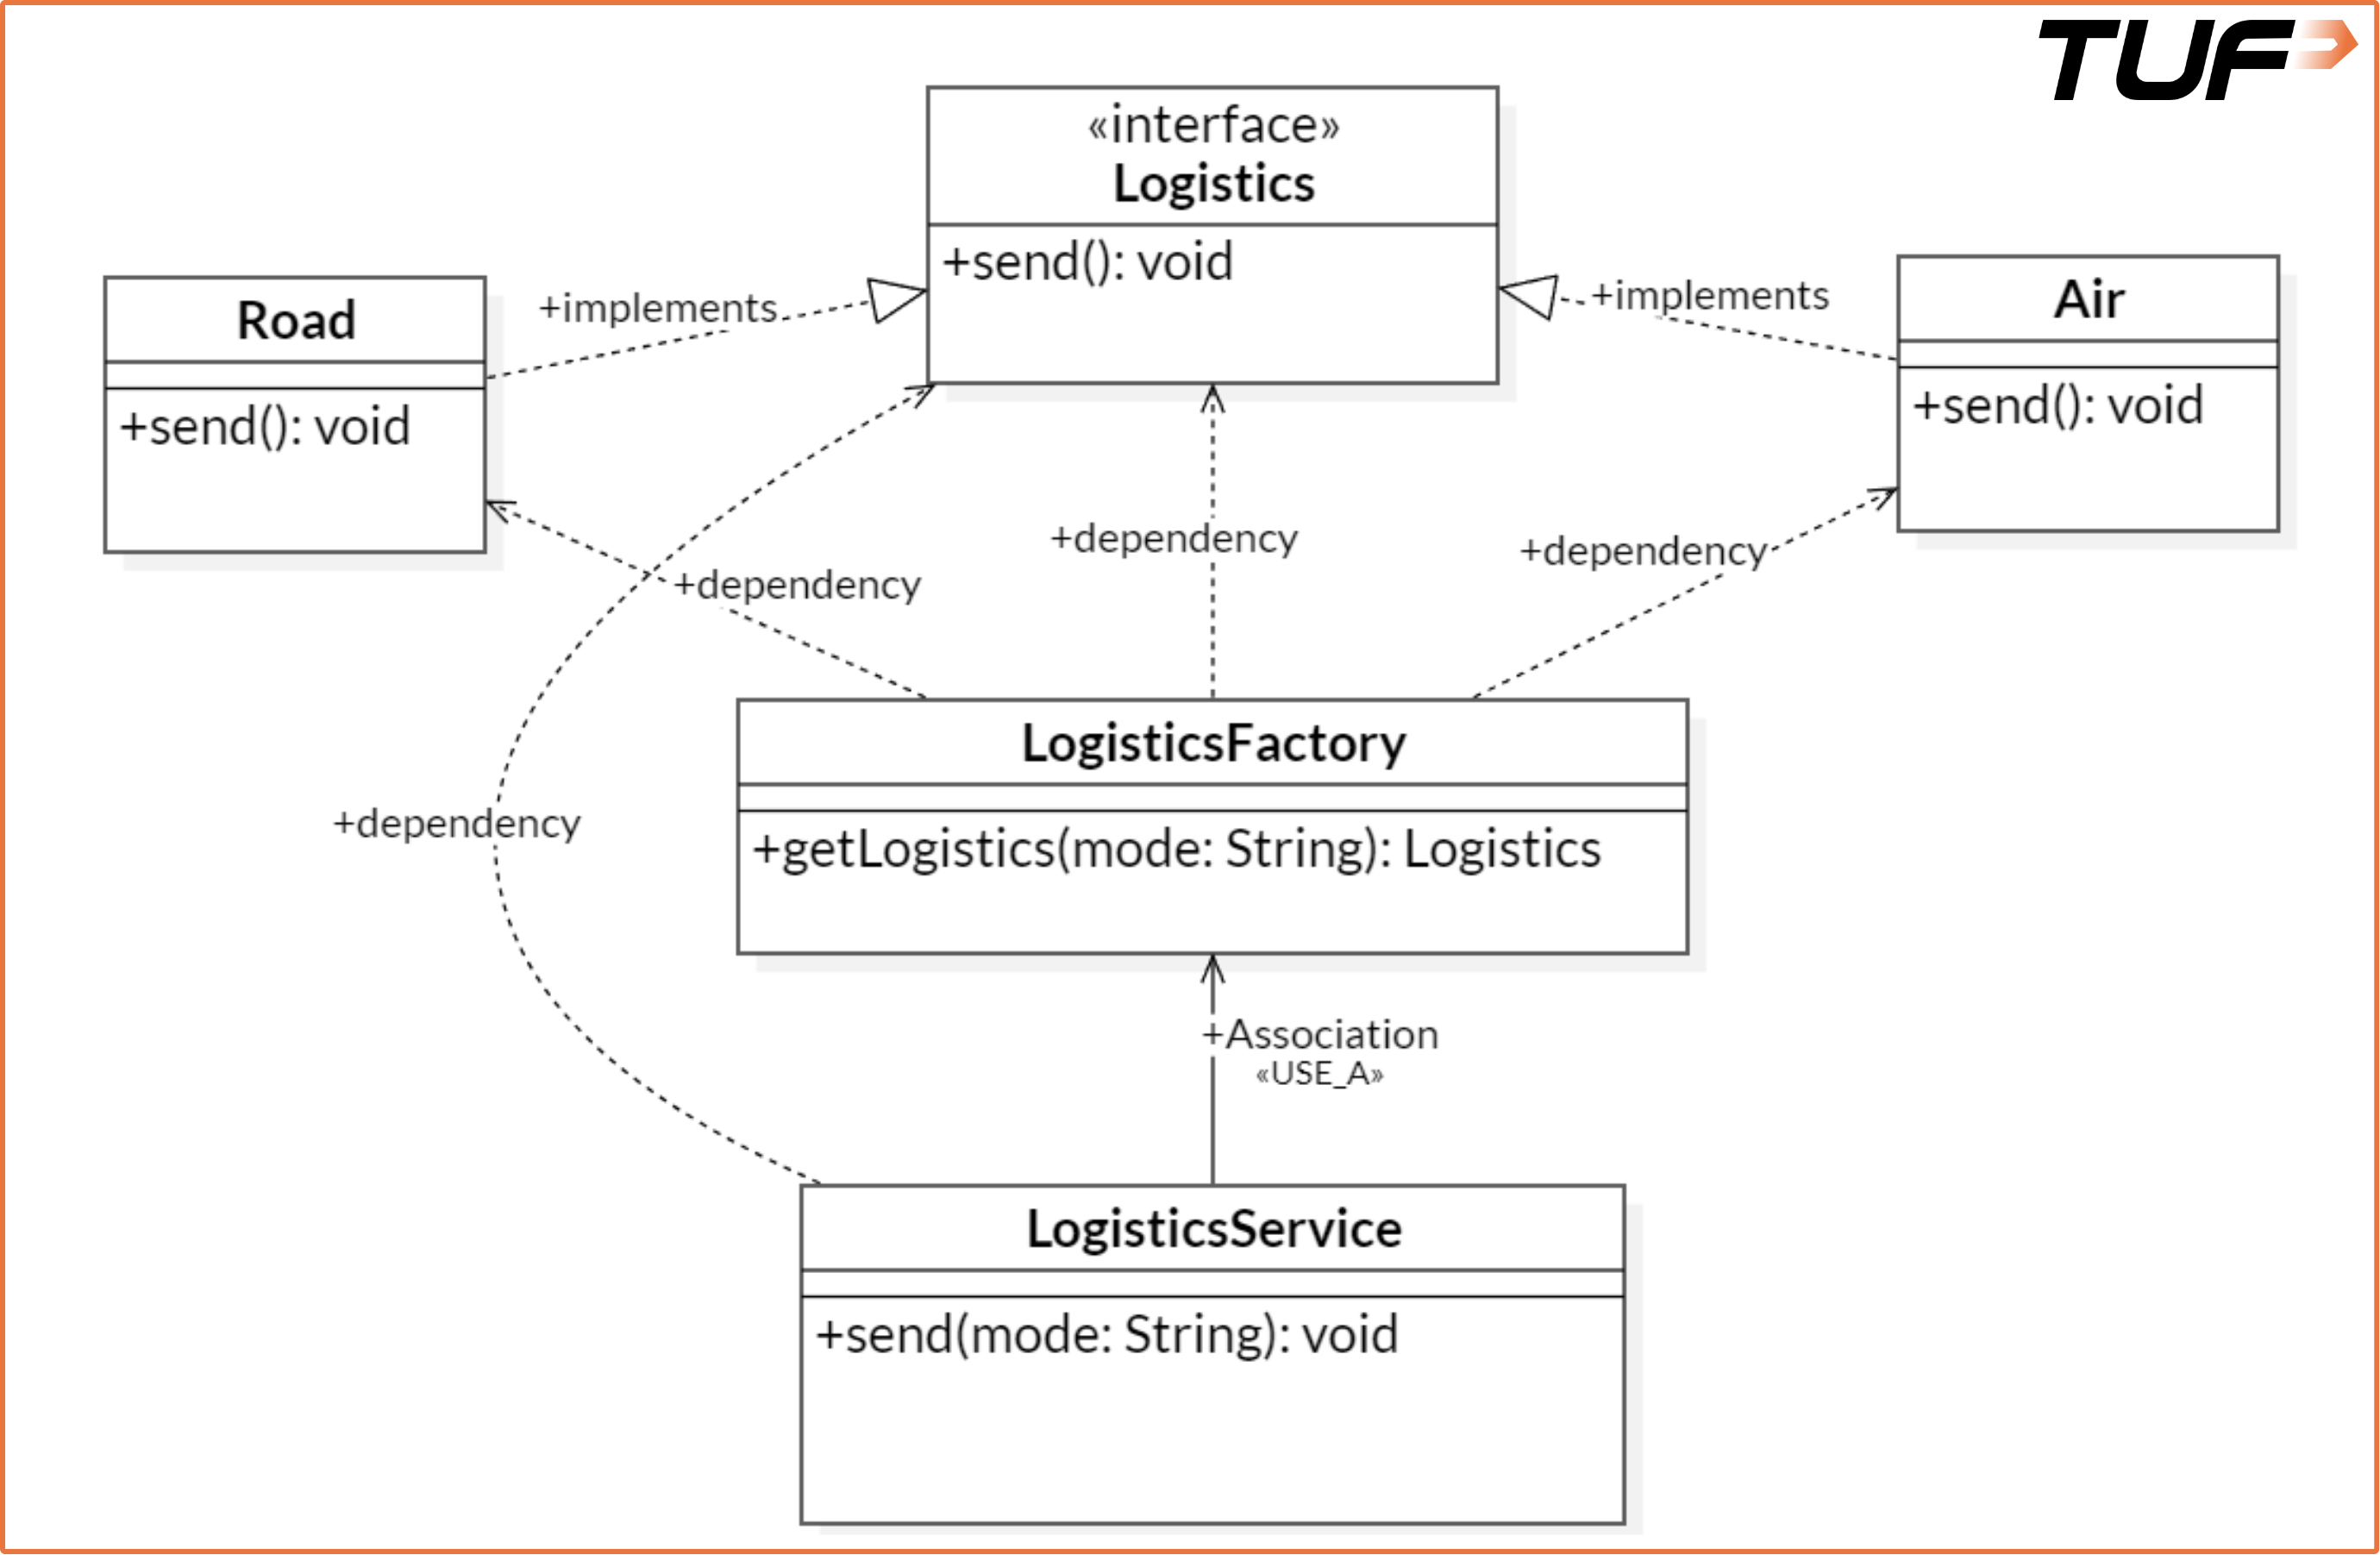 TUF
«interface»
Logistics
+send(): void
Road
+send(): void
+implements
+implements
Air
+send(): void
+dependency
+dependency
+dependency
LogisticsFactory
+getLogistics(mode: String): Logistics
+dependency
+Association
«USE_A»
LogisticsService
+send(mode: String): void